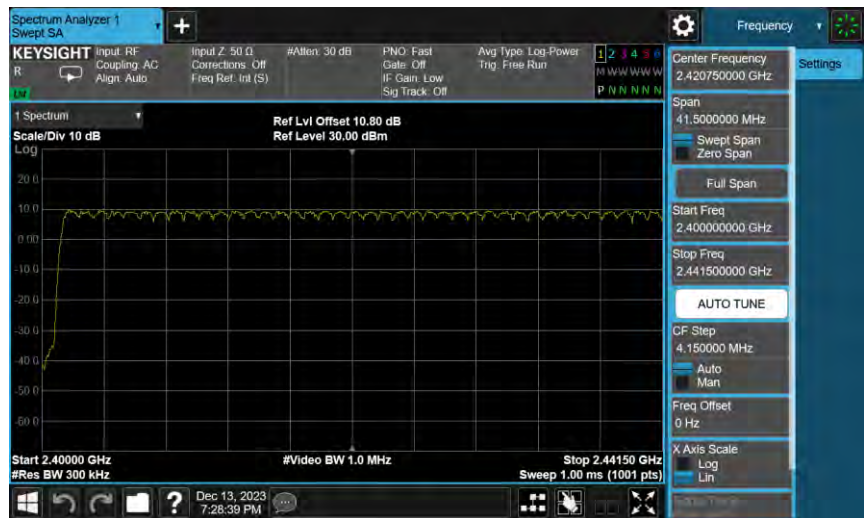 Spectrum Analyzer 1
Swept SA
Frequency
KEYSIGHT
R
Input: RF
Coupling: AC
Align: Auto
Input Z: 50 Ω
Corrections: Off
Freq Ref: Int (S)
#Atten: 30 dB
PNO: Fast
Gate: Off
IF Gain: Low
Sig Track: Off
Avg Type: Log-Power
Trig: Free Run
1 2 3 4 5 6
M W W W W W
P N N N N N
1 Spectrum
Scale/Div 10 dB
Ref Lvl Offset 10.80 dB
Ref Level 30.00 dBm
Log
20.0
10.0
0.00
-10.0
-20.0
-30.0
-40.0
-50.0
-60.0
Start 2.40000 GHz
#Res BW 300 kHz
#Video BW 1.0 MHz
Stop 2.44150 GHz
Sweep 1.00 ms (1001 pts)
Dec 13, 2023
7:28:39 PM
Center Frequency
2.420750000 GHz
Settings
Span
41.5000000 MHz
Swept Span
Zero Span
Full Span
Start Freq
2.400000000 GHz
Stop Freq
2.441500000 GHz
AUTO TUNE
CF Step
4.150000 MHz
Auto
Man
Freq Offset
0 Hz
X Axis Scale
Log
Lin